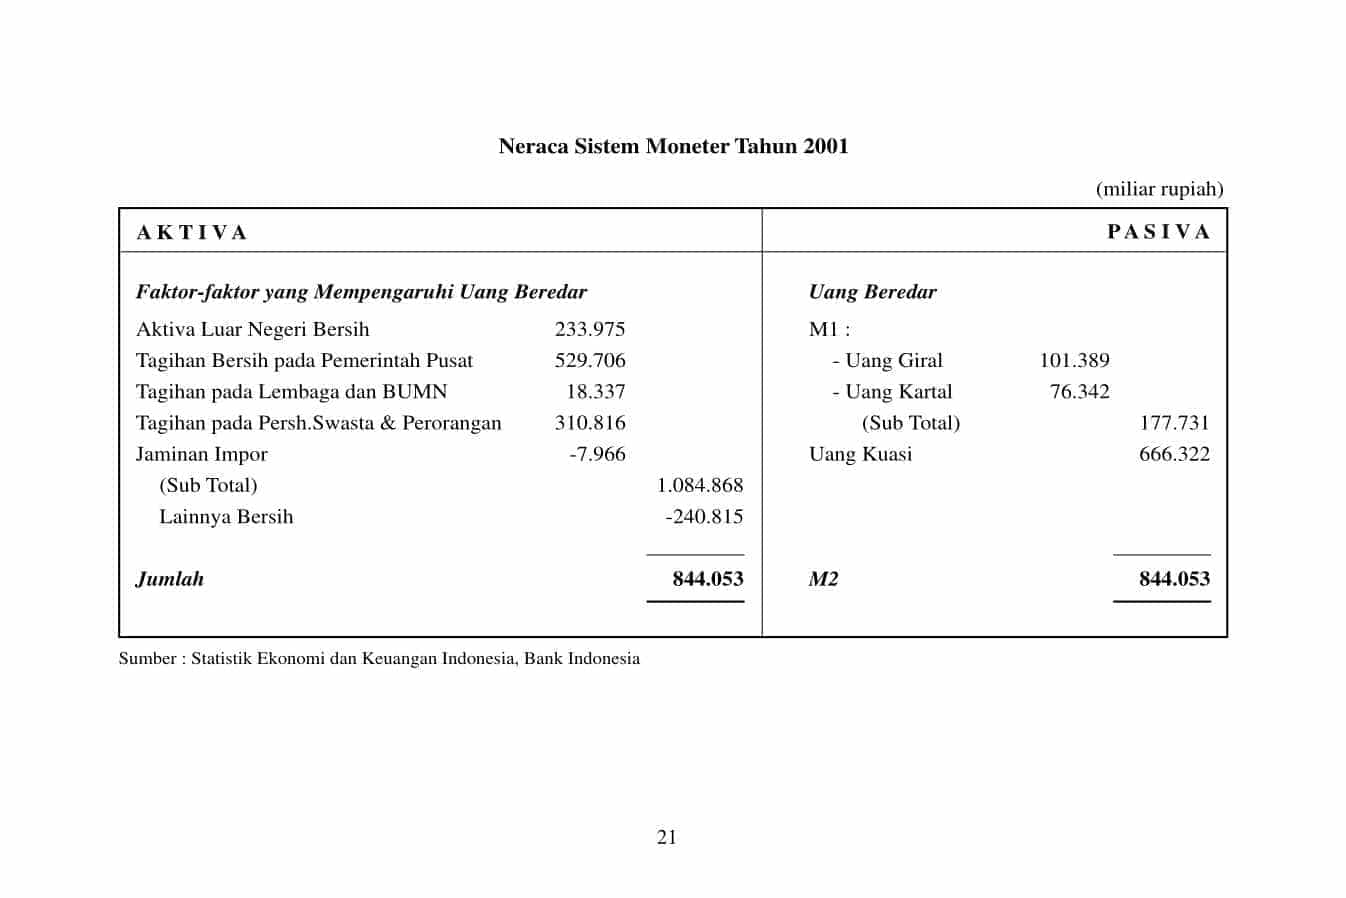 Neraca Sistem Moneter Tahun 2001
(miliar rupiah)
A K T I V A
P A S I V A
Faktor-faktor yang Mempengaruhi Uang Beredar
Aktiva Luar Negeri Bersih 233.975
Tagihan Bersih pada Pemerintah Pusat 529.706
Tagihan pada Lembaga dan BUMN 18.337
Tagihan pada Persh.Swasta & Perorangan 310.816
Jaminan Impor -7.966
(Sub Total) 1.084.868
Lainnya Bersih -240.815
Jumlah 844.053
Uang Beredar
M1 :
- Uang Giral 101.389
- Uang Kartal 76.342
(Sub Total) 177.731
Uang Kuasi 666.322
M2 844.053
Sumber : Statistik Ekonomi dan Keuangan Indonesia, Bank Indonesia
21